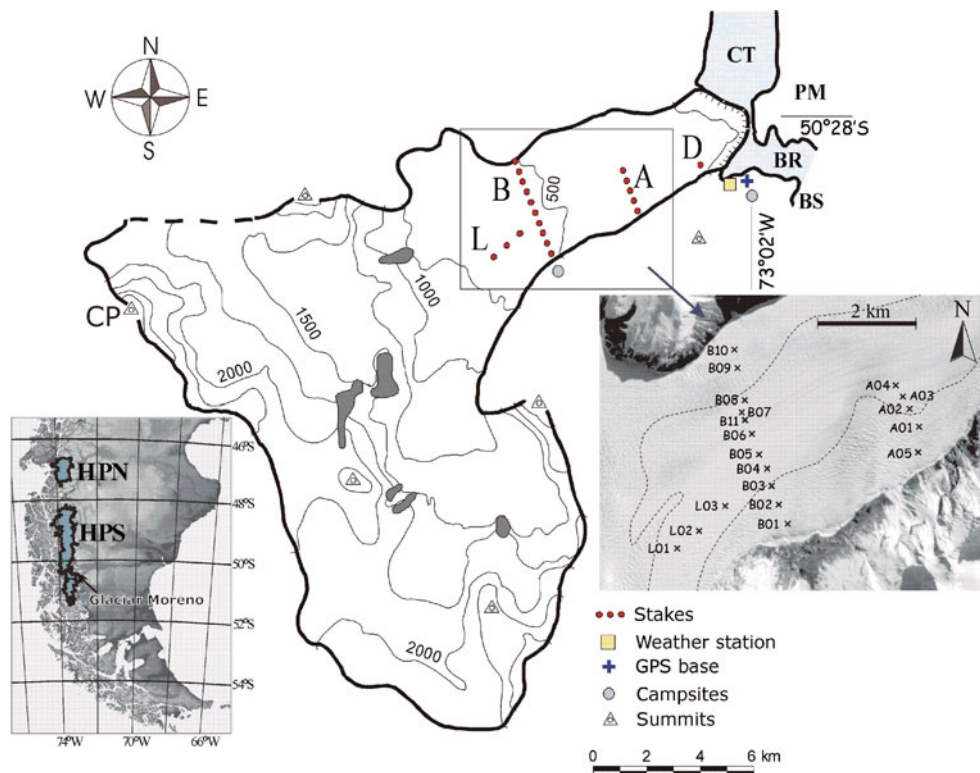 N
W E
S
CT
PM
50°28'S
BR
BS
73°02'W
D
A
B
500
L
1000
1500
2000
CP
2000
2 km
N
B10
B09
B08
B07
B11
B06
B05
B04
B03
B02
B01
L03
L02
L01
A04
A03
A02
A01
A05
HPN
HPS
Glaciar Moreno
46°S
48°S
50°S
52°S
54°S
74°W 70°W 66°W
Stakes
Weather station
GPS base
Campsites
Summits
0 2 4 6 km